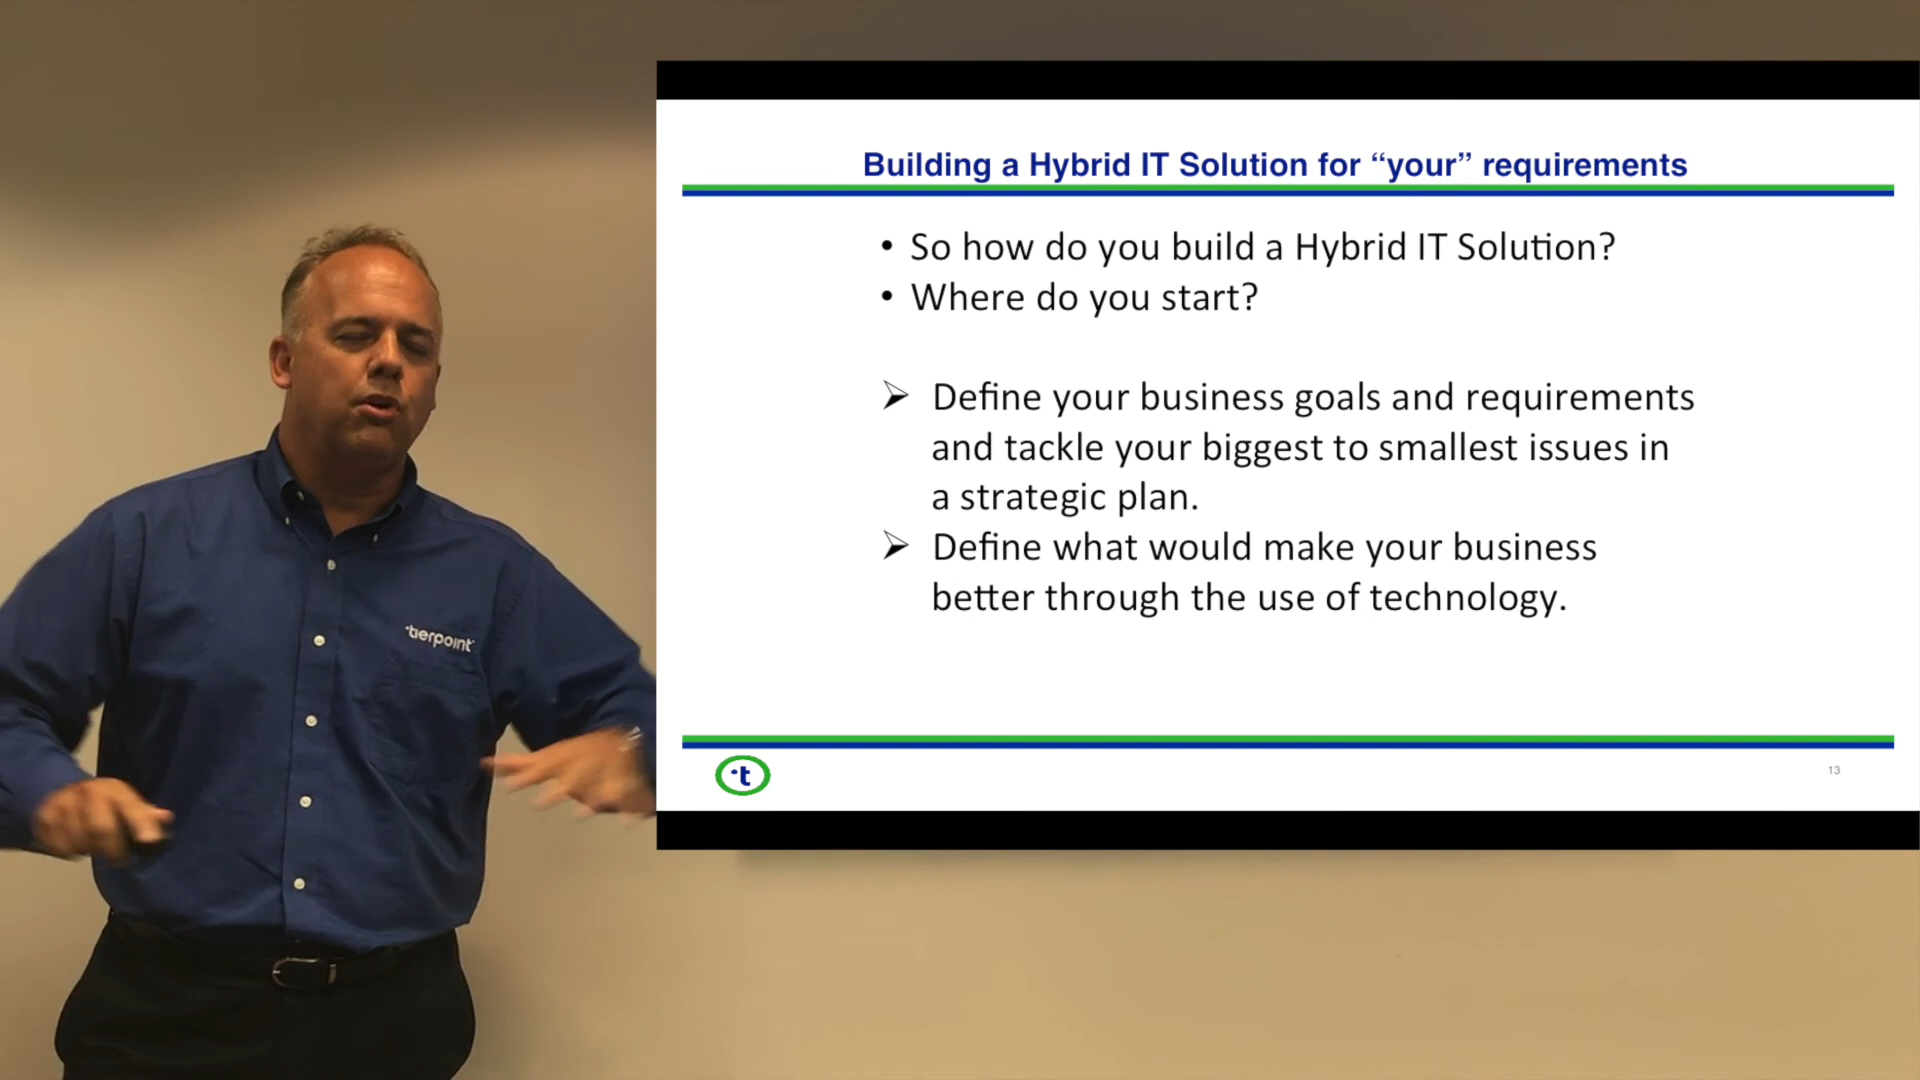 Building a Hybrid IT Solution for “your” requirements
• So how do you build a Hybrid IT Solution?
• Where do you start?
➢ Define your business goals and requirements
and tackle your biggest to smallest issues in
a strategic plan.
➢ Define what would make your business
better through the use of technology.
t
13
tierpoint